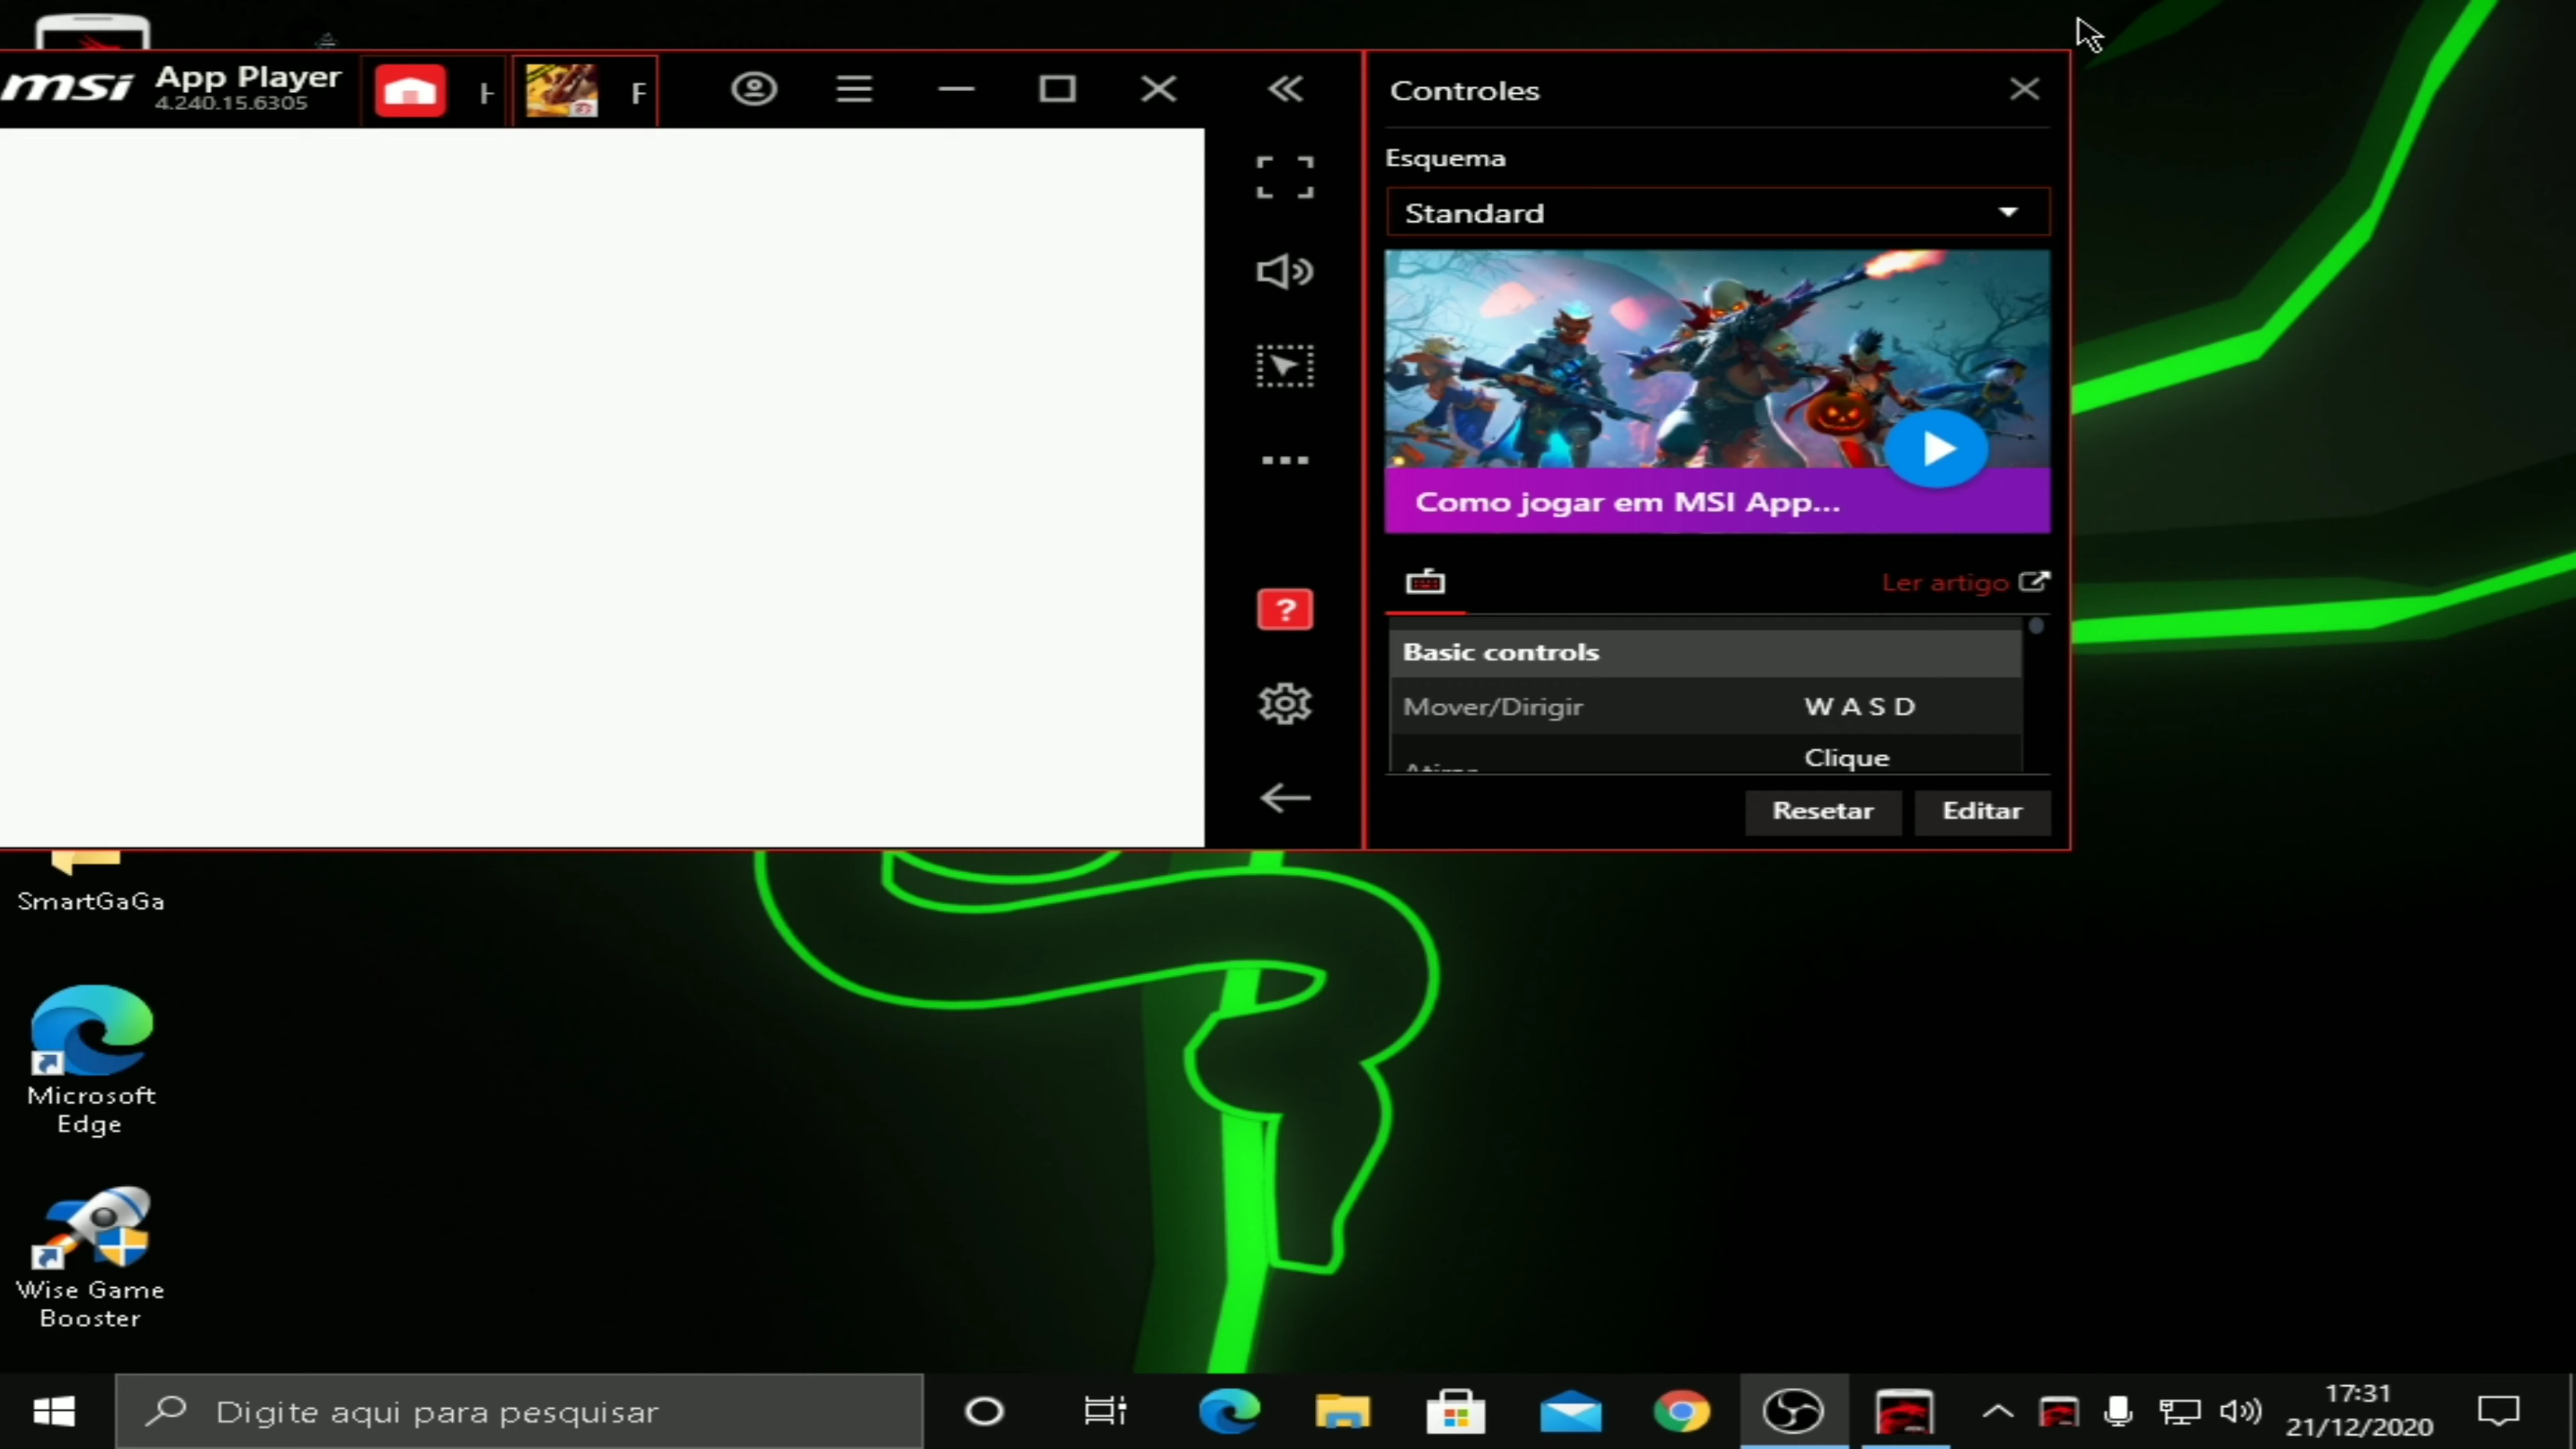 msi App Player
4.240.15.6305
H
F
Controles
Esquema
Standard
Como jogar em MSI App...
Ler artigo
?
Basic controls
Mover/Dirigir W A S D
Clique
Resetar Editar
SmartGaGa
Microsoft
Edge
Wise Game
Booster
Digite aqui para pesquisar
17:31
21/12/2020